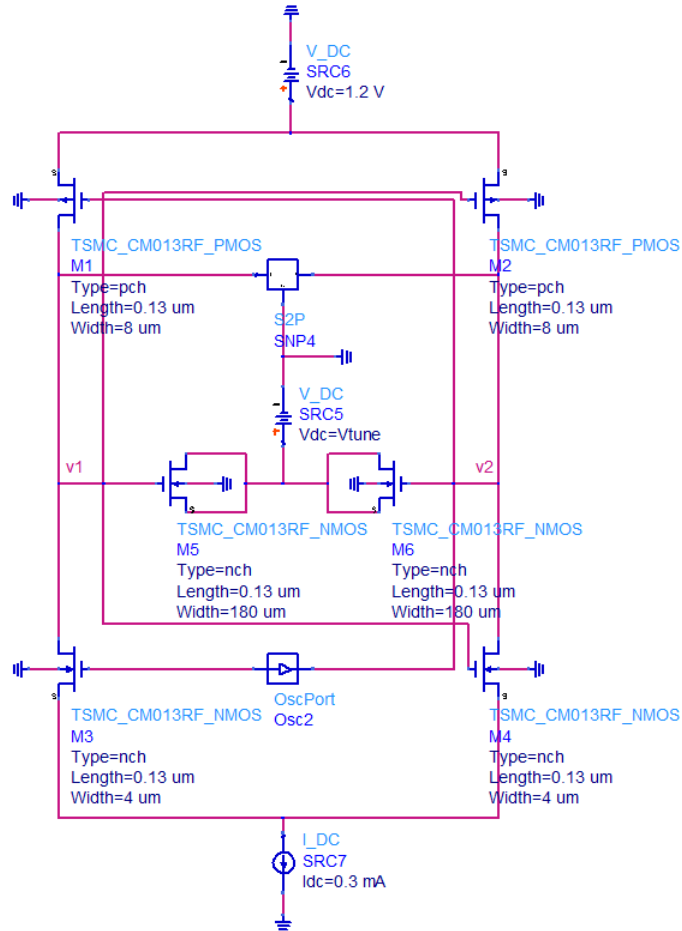 V_DC
SRC6
Vdc=1.2 V
s
s
TSMC_CM013RF_PMOS
M1
Type=pch
Length=0.13 um
Width=8 um
TSMC_CM013RF_PMOS
M2
Type=pch
Length=0.13 um
Width=8 um
S2P
SNP4
V_DC
SRC5
Vdc=Vtune
v1
v2
s
s
TSMC_CM013RF_NMOS
M5
Type=nch
Length=0.13 um
Width=180 um
TSMC_CM013RF_NMOS
M6
Type=nch
Length=0.13 um
Width=180 um
s
s
TSMC_CM013RF_NMOS
M3
Type=nch
Length=0.13 um
Width=4 um
OscPort
Osc2
TSMC_CM013RF_NMOS
M4
Type=nch
Length=0.13 um
Width=4 um
I_DC
SRC7
Idc=0.3 mA